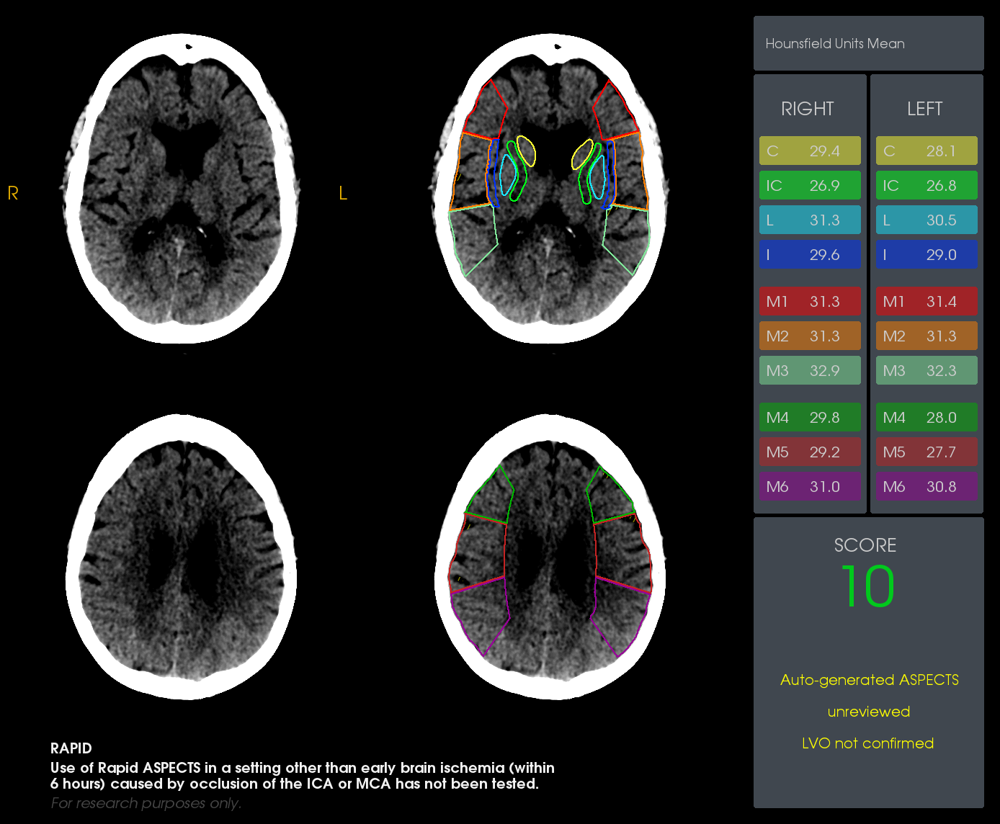 R
L
Hounsfield Units Mean
RIGHT LEFT
C 29.4 C 28.1
IC 26.9 IC 26.8
L 31.3 L 30.5
I 29.6 I 29.0
M1 31.3 M1 31.4
M2 31.3 M2 31.3
M3 32.9 M3 32.3
M4 29.8 M4 28.0
M5 29.2 M5 27.7
M6 31.0 M6 30.8
SCORE
10
Auto-generated ASPECTS
unreviewed
LVO not confirmed
RAPID
Use of Rapid ASPECTS in a setting other than early brain ischemia (within
6 hours) caused by occlusion of the ICA or MCA has not been tested.
For research purposes only.